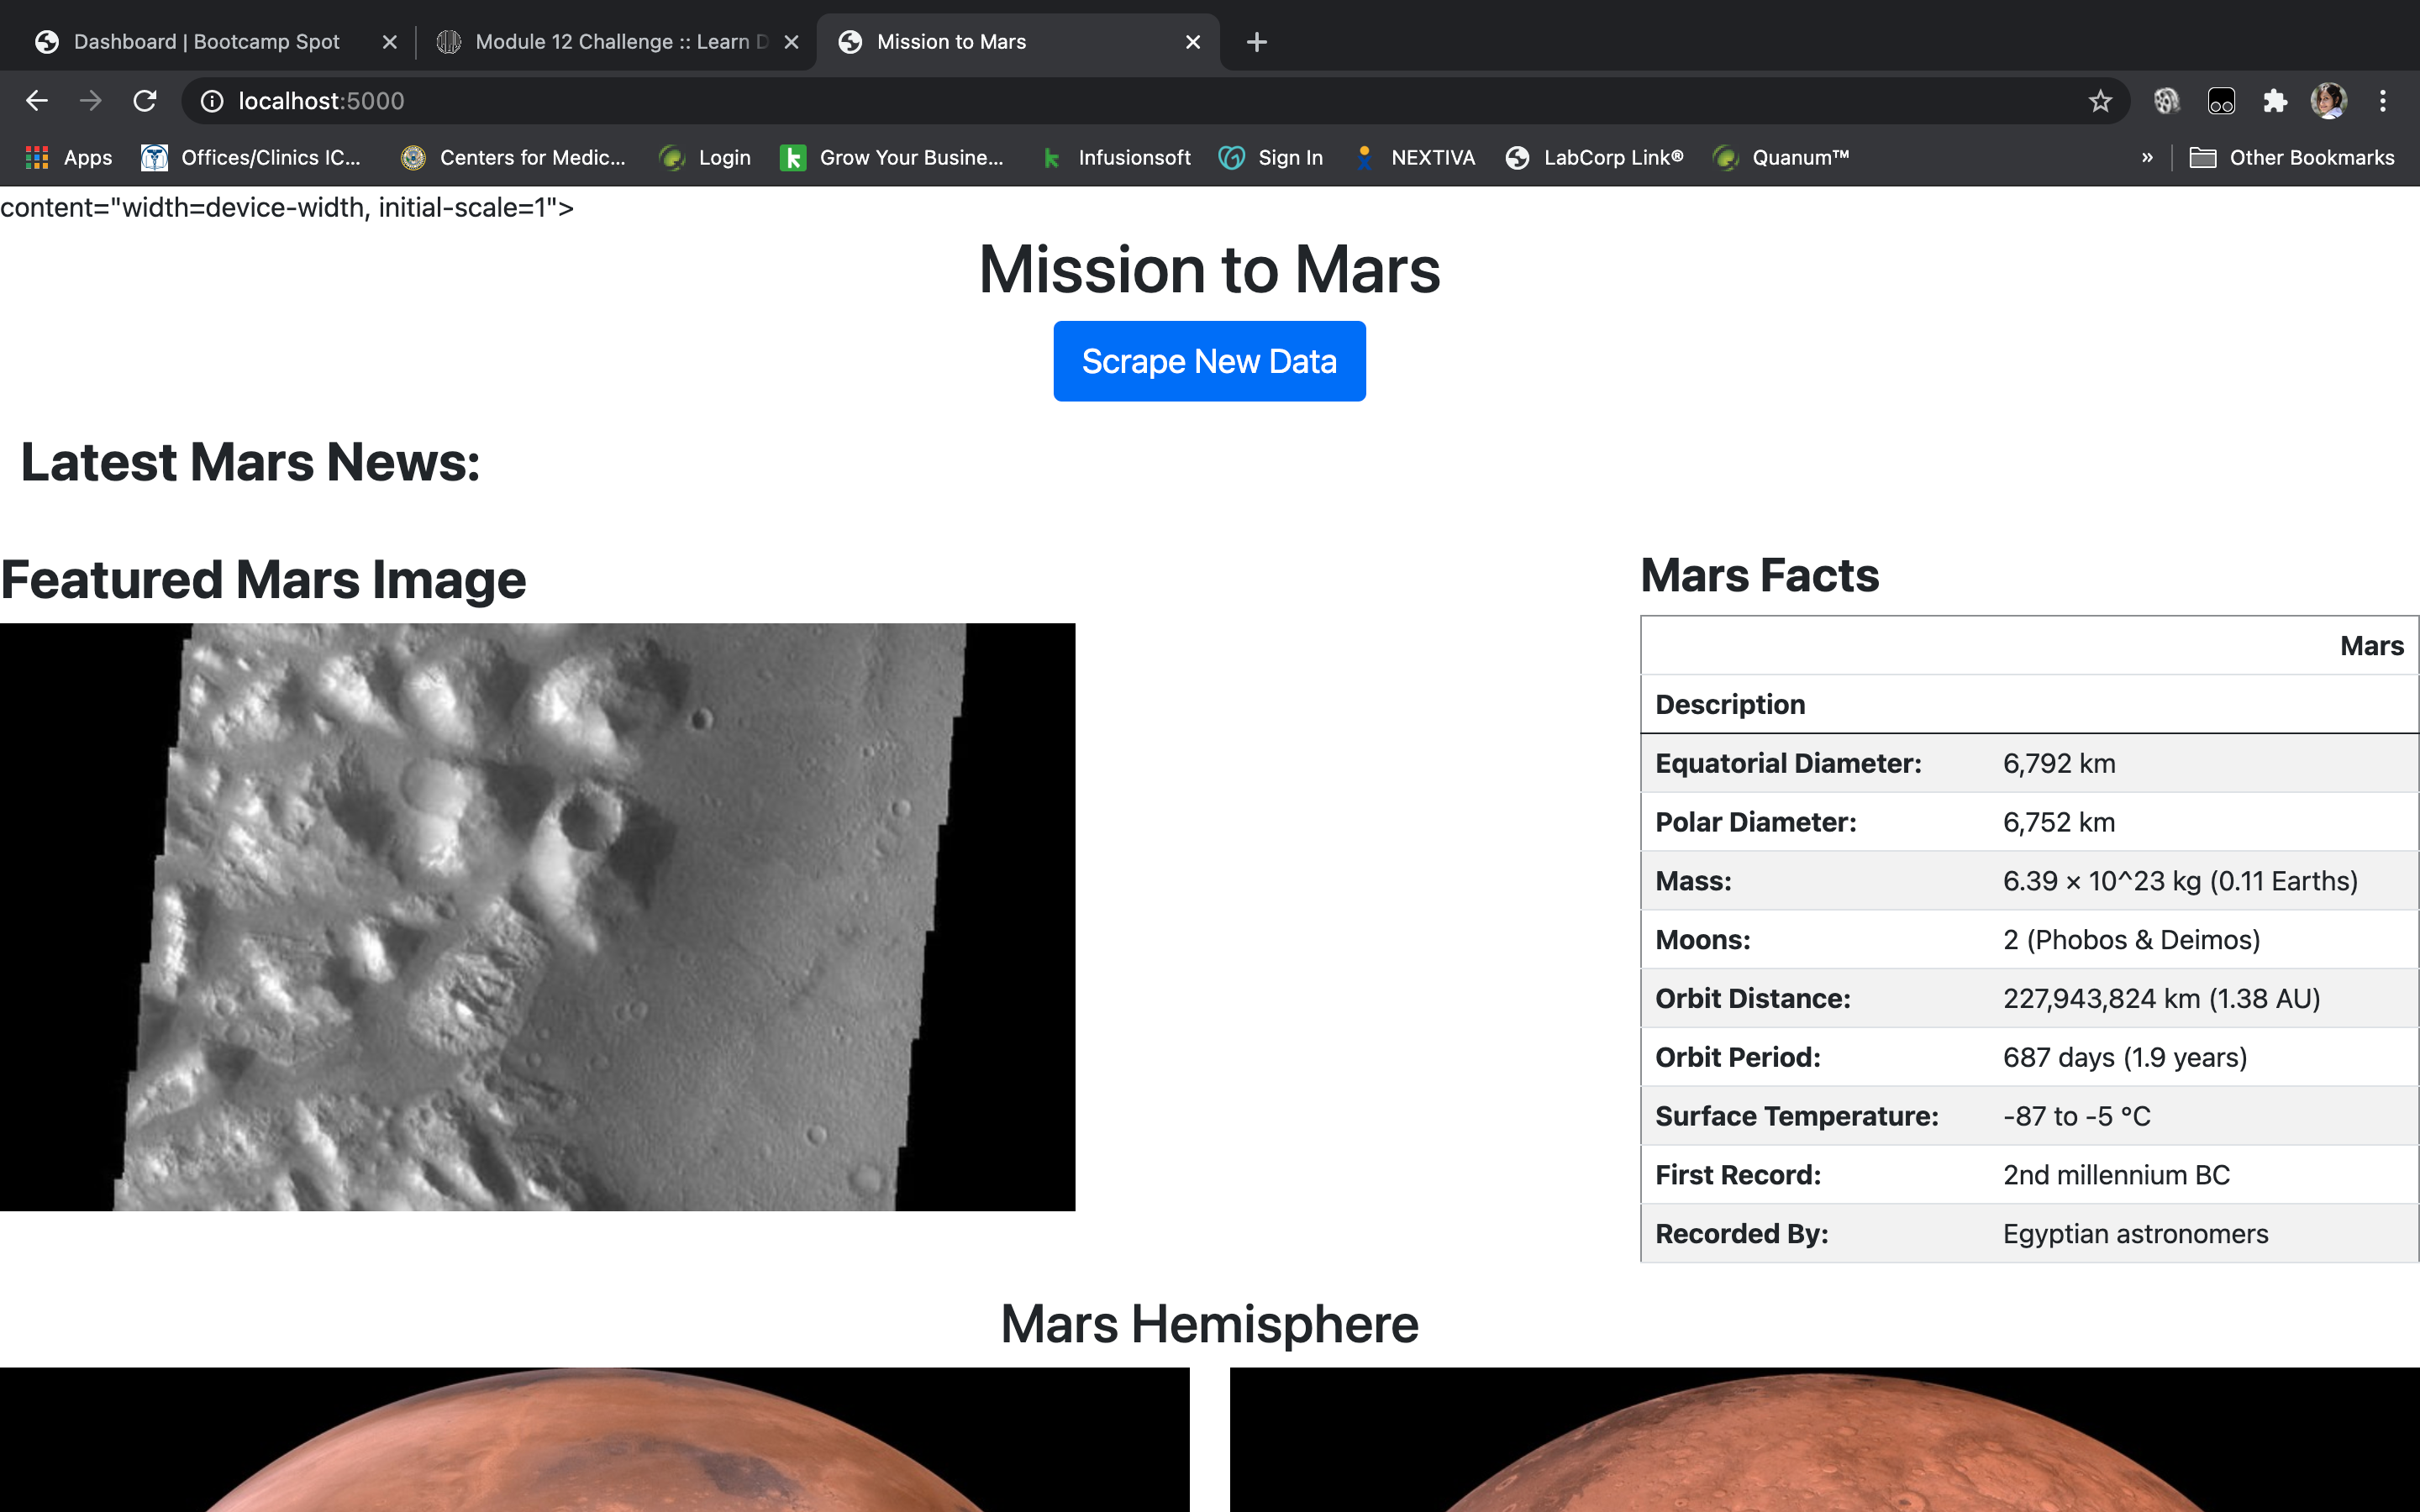 Dashboard | Bootcamp Spot
Module 12 Challenge :: Learn D
Mission to Mars
localhost:5000
Apps
Offices/Clinics IC...
Centers for Medic...
Login
Grow Your Busine...
Infusionsoft
Sign In
NEXTIVA
LabCorp Link®
Quanum™
»
Other Bookmarks
content="width=device-width, initial-scale=1">
Mission to Mars
Scrape New Data
Latest Mars News:
Featured Mars Image
Mars Facts
Mars
Description
Equatorial Diameter: 6,792 km
Polar Diameter: 6,752 km
Mass: 6.39 × 10^23 kg (0.11 Earths)
Moons: 2 (Phobos & Deimos)
Orbit Distance: 227,943,824 km (1.38 AU)
Orbit Period: 687 days (1.9 years)
Surface Temperature: -87 to -5 °C
First Record: 2nd millennium BC
Recorded By: Egyptian astronomers
Mars Hemisphere